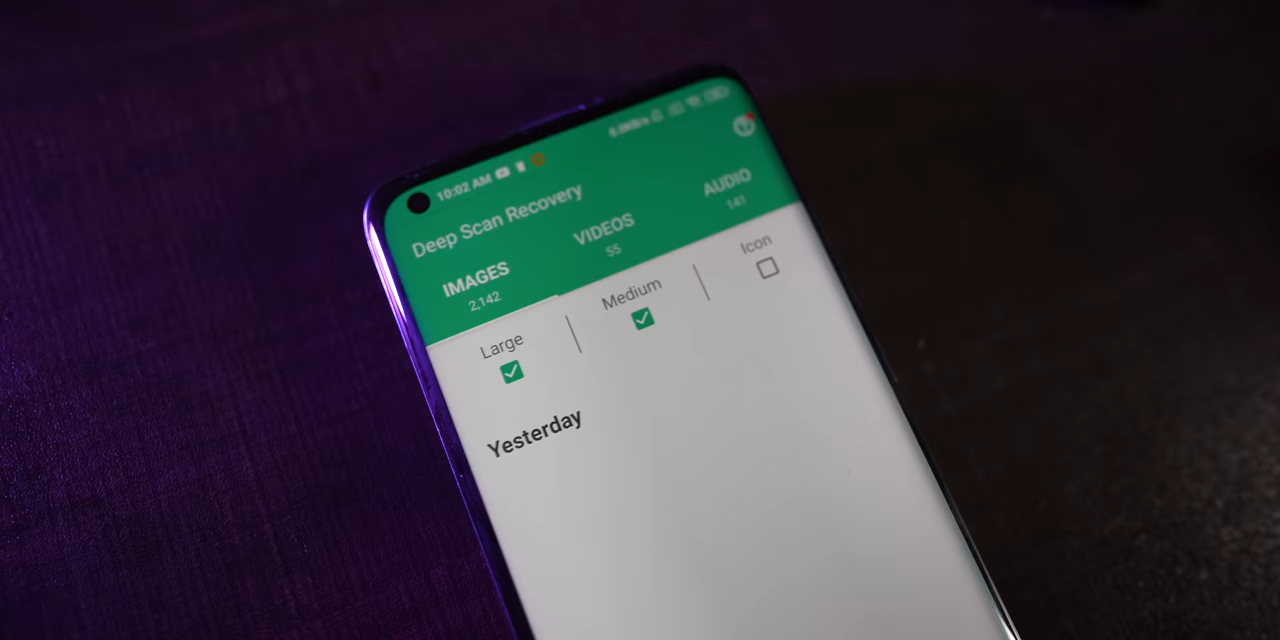 10:02 AM
Deep Scan Recovery
IMAGES
2,142
VIDEOS
55
AUDIO
141
Large
Medium
Icon
Yesterday